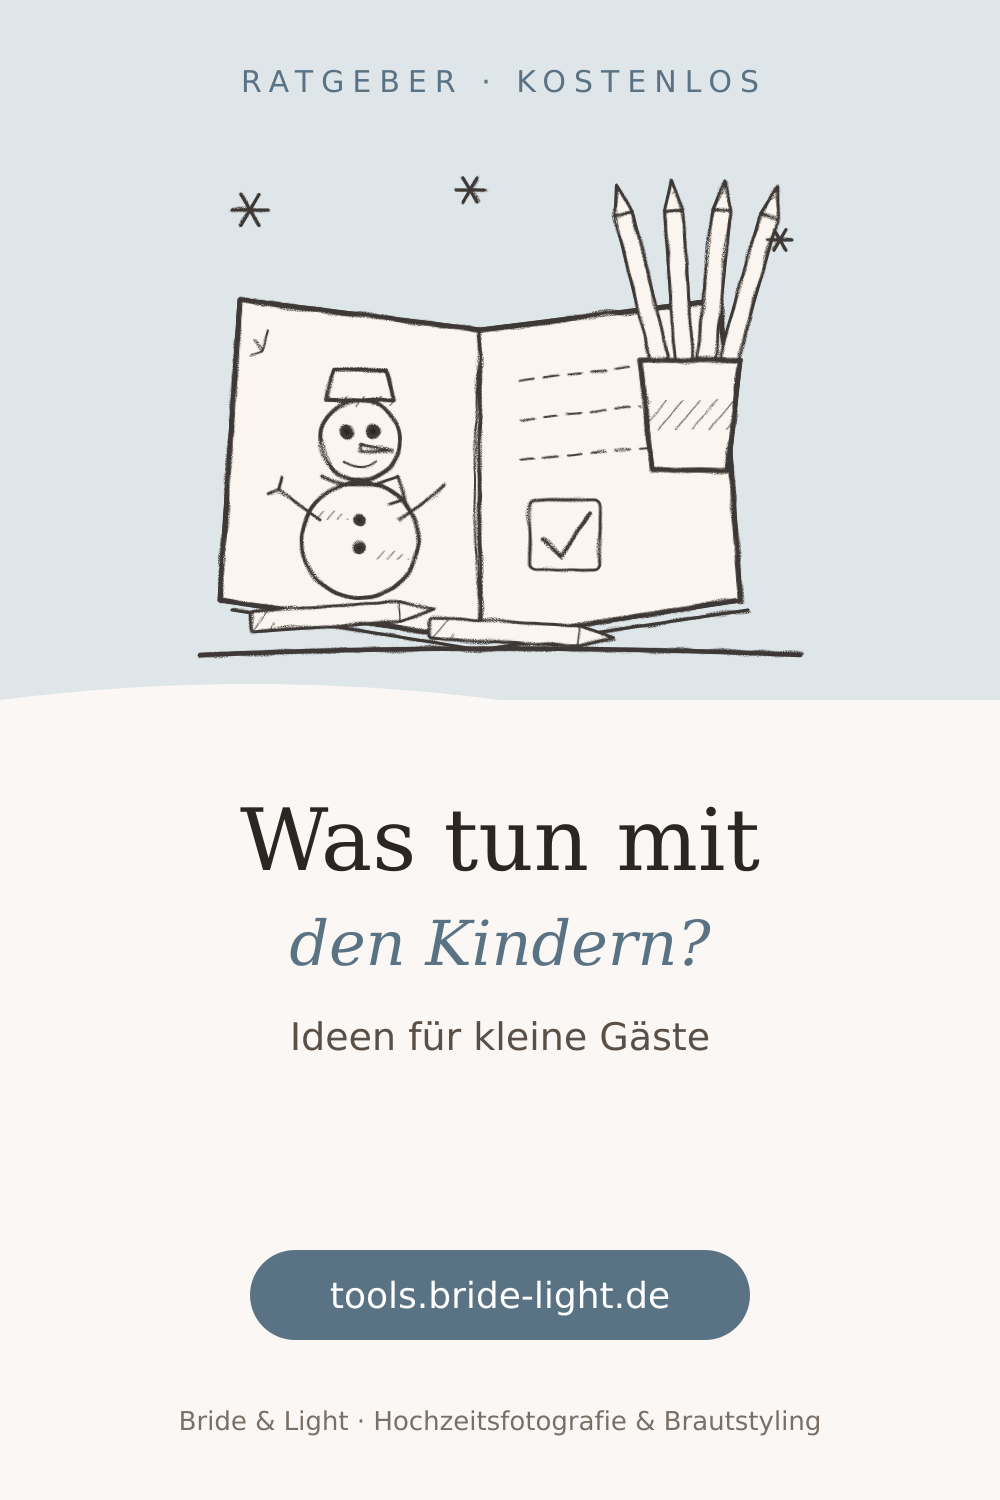 RATGEBER · KOSTENLOS
Was tun mit
den Kindern?
Ideen für kleine Gäste
tools.bride-light.de
Bride & Light · Hochzeitsfotografie & Brautstyling